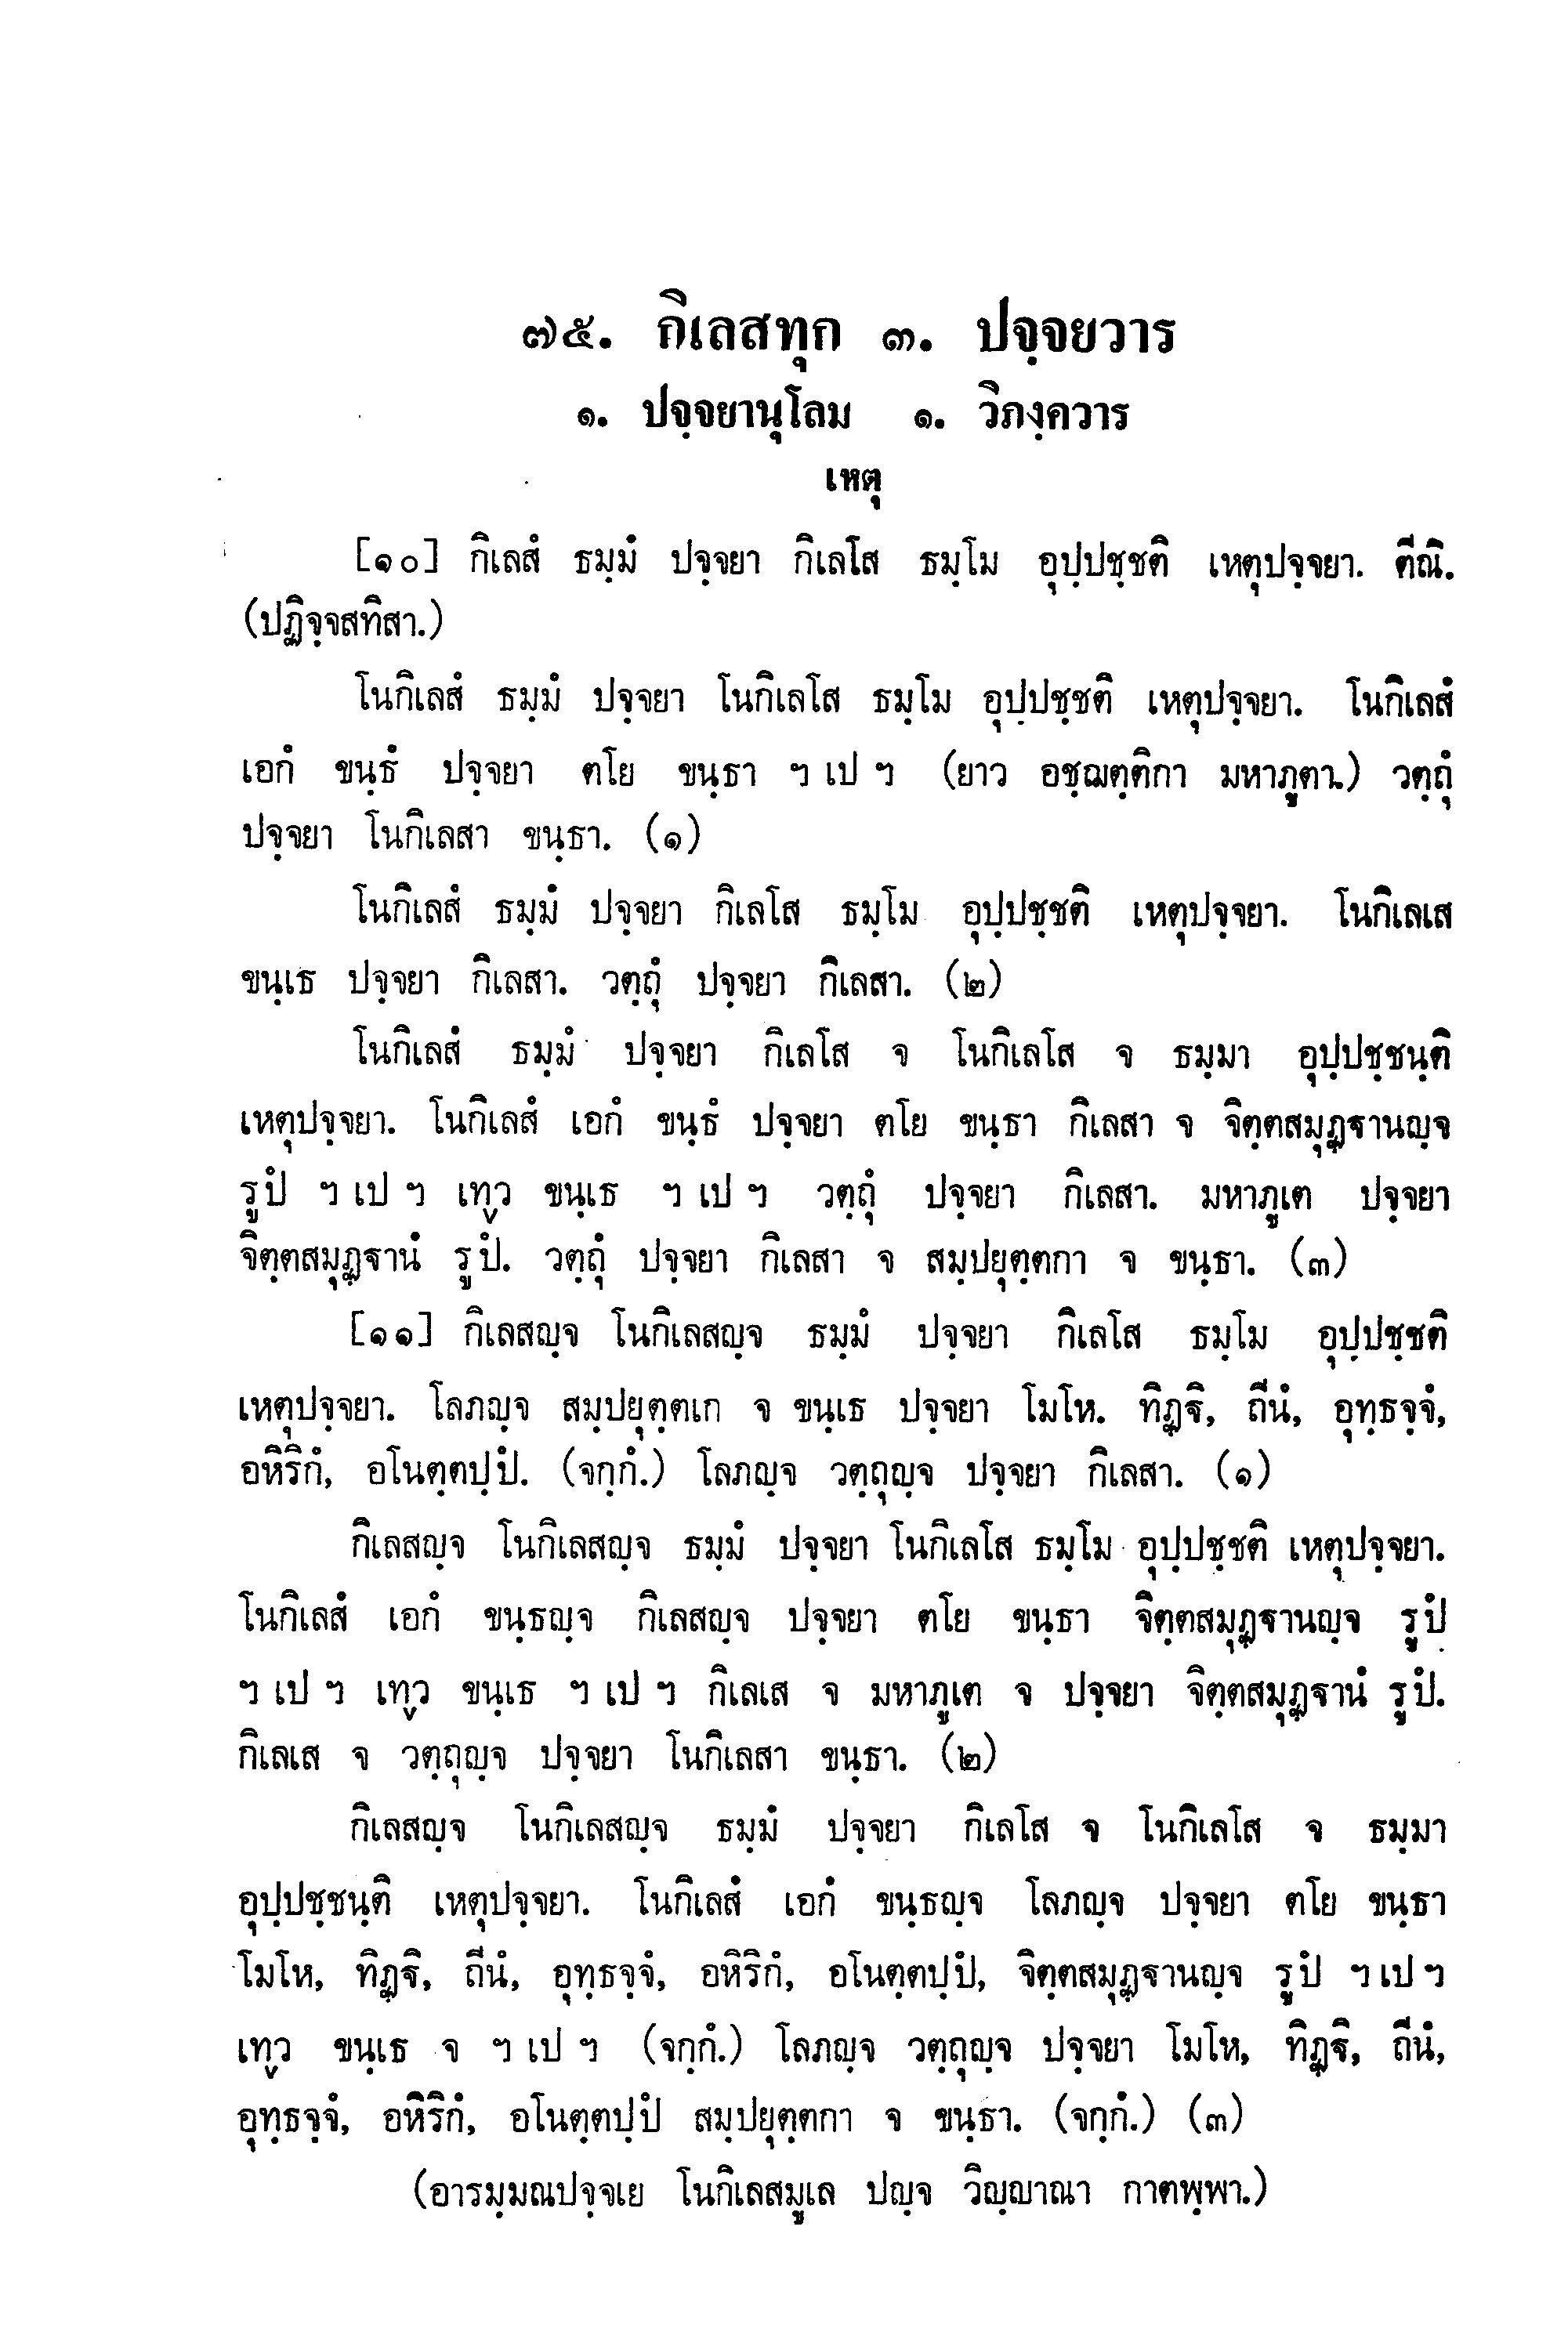 ๗๕. กิเลสทุก ๓. ปจฺจยวาร
๑. ปจฺจยานุโลม ๑. วิภงฺควาร
เหตุ
[๑๐] กิเลสํ ธมฺมํ ปจฺจยา กิเลโส ธมฺโม อุปฺปชฺชติ เหตุปจฺจยา. ตีณิ.
(ปฏิจฺจสทิสา.)
โนกิเลสํ ธมฺมํ ปจฺจยา โนกิเลโส ธมฺโม อุปฺปชฺชติ เหตุปจฺจยา. โนกิเลสํ
เอกํ ขนฺธํ ปจฺจยา ตโย ขนฺธา ฯ เป ฯ (ยาว อชฺฌตฺติกา มหาภูตา.) วตฺถุํ
ปจฺจยา โนกิเลสา ขนฺธา. (๑)
โนกิเลสํ ธมฺมํ ปจฺจยา กิเลโส ธมฺโม อุปฺปชฺชติ เหตุปจฺจยา. โนกิเลเส
ขนฺเธ ปจฺจยา กิเลสา. วตฺถุํ ปจฺจยา กิเลสา. (๒)
โนกิเลสํ ธมฺมํ ปจฺจยา กิเลโส จ โนกิเลโส จ ธมฺมา อุปฺปชฺชนฺติ
เหตุปจฺจยา. โนกิเลสํ เอกํ ขนฺธํ ปจฺจยา ตโย ขนฺธา กิเลสา จ จิตฺตสมุฏฺฐานญฺจ
รูปํ ฯ เป ฯ เทฺว ขนฺเธ ฯ เป ฯ วตฺถุํ ปจฺจยา กิเลสา. มหาภูเต ปจฺจยา
จิตฺตสมุฏฺฐานํ รูปํ. วตฺถุํ ปจฺจยา กิเลสา จ สมฺปยุตฺตกา จ ขนฺธา. (๓)
[๑๑] กิเลสญฺจ โนกิเลสญฺจ ธมฺมํ ปจฺจยา กิเลโส ธมฺโม อุปฺปชฺชติ
เหตุปจฺจยา. โลภญฺจ สมฺปยุตฺตเก จ ขนฺเธ ปจฺจยา โมโห. ทิฏฺฐิ, ถีนํ, อุทฺธจฺจํ,
อหิริกํ, อโนตฺตปฺปํ. (จกฺกํ.) โลภญฺจ วตฺถุญฺจ ปจฺจยา กิเลสา. (๑)
กิเลสญฺจ โนกิเลสญฺจ ธมฺมํ ปจฺจยา โนกิเลโส ธมฺโม อุปฺปชฺชติ เหตุปจฺจยา.
โนกิเลสํ เอกํ ขนฺธญฺจ กิเลสญฺจ ปจฺจยา ตโย ขนฺธา จิตฺตสมุฏฺฐานญฺจ รูปํ
ฯ เป ฯ เทฺว ขนฺเธ ฯ เป ฯ กิเลเส จ มหาภูเต จ ปจฺจยา จิตฺตสมุฏฺฐานํ รูปํ.
กิเลเส จ วตฺถุญฺจ ปจฺจยา โนกิเลสา ขนฺธา. (๒)
กิเลสญฺจ โนกิเลสญฺจ ธมฺมํ ปจฺจยา กิเลโส จ โนกิเลโส จ ธมฺมา
อุปฺปชฺชนฺติ เหตุปจฺจยา. โนกิเลสํ เอกํ ขนฺธญฺจ โลภญฺจ ปจฺจยา ตโย ขนฺธา
โมโห, ทิฏฺฐิ, ถีนํ, อุทฺธจฺจํ, อหิริกํ, อโนตฺตปฺปํ, จิตฺตสมุฏฺฐานญฺจ รูปํ ฯ เป ฯ
เทฺว ขนฺเธ จ ฯ เป ฯ (จกฺกํ.) โลภญฺจ วตฺถุญฺจ ปจฺจยา โมโห, ทิฏฺฐิ, ถีนํ,
อุทฺธจฺจํ, อหิริกํ, อโนตฺตปฺปํ สมฺปยุตฺตกา จ ขนฺธา. (จกฺกํ.) (๓)
(อารมฺมณปจฺจเย โนกิเลสมูเล ปญฺจ วิญฺญาณา กาตพฺพา.)